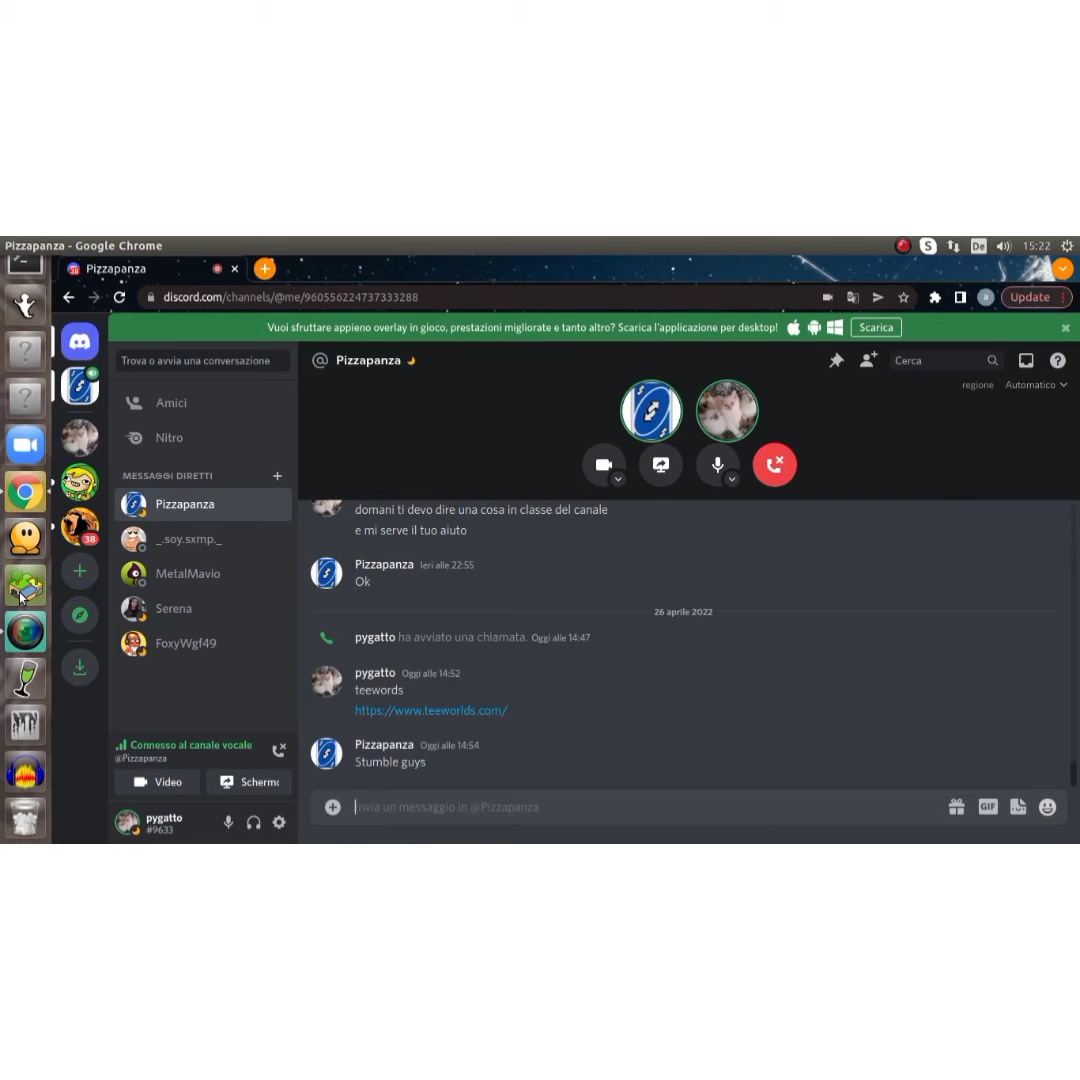 Pizzapanza - Google Chrome
S
De
15:22
Pizzapanza
discord.com/channels/@me/960556224737333288
a
Update
Vuoi sfruttare appieno overlay in gioco, prestazioni migliorate e tanto altro? Scarica l'applicazione per desktop!
Scarica
Trova o avvia una conversazione
Pizzapanza
Cerca
regione
Automatico
Amici
Nitro
MESSAGGI DIRETTI
Pizzapanza
_.soy.sxmp._
MetalMavio
Serena
FoxyWgf49
38
domani ti devo dire una cosa in classe del canale
e mi serve il tuo aiuto
Pizzapanza Ieri alle 22:55
Ok
26 aprile 2022
pygatto ha avviato una chiamata. Oggi alle 14:47
pygatto Oggi alle 14:52
teewords
https://www.teeworlds.com/
Pizzapanza Oggi alle 14:54
Stumble guys
Connesso al canale vocale
@Pizzapanza
Video
Scherm
pygatto
#9633
Invia un messaggio in @Pizzapanza
GIF